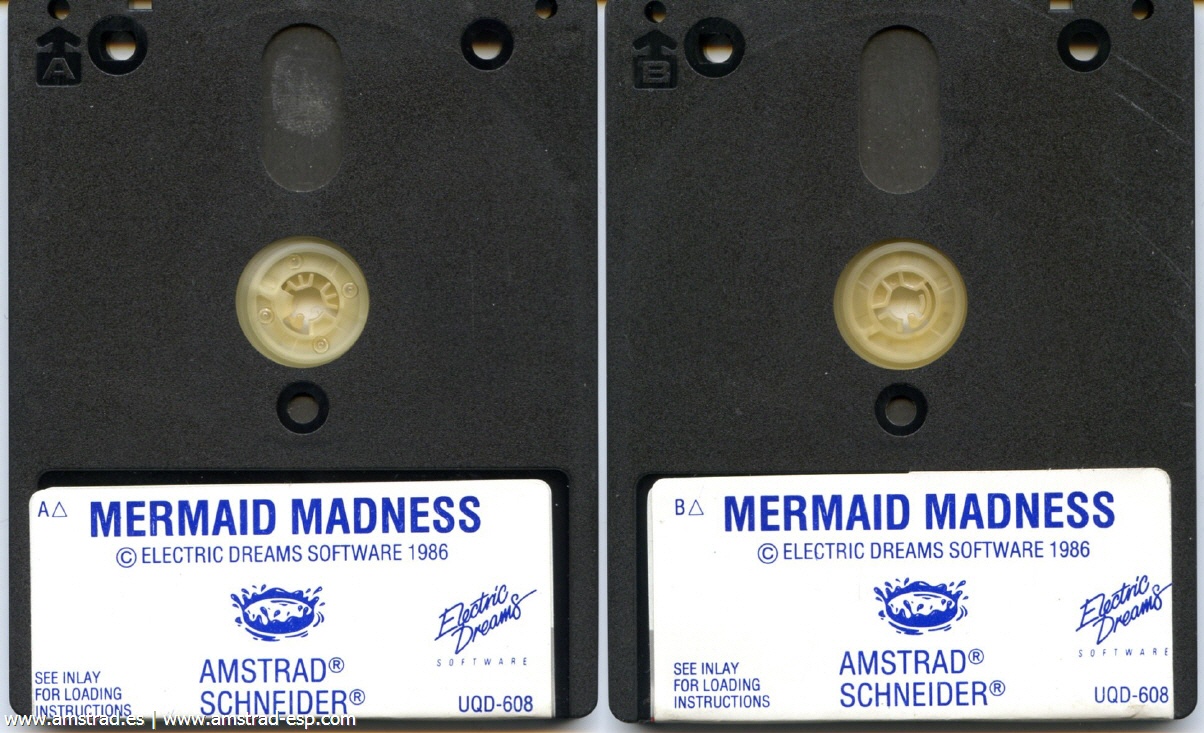 A
A△ MERMAID MADNESS
© ELECTRIC DREAMS SOFTWARE 1986
Electric
Dreams
SOFTWARE
AMSTRAD®
SCHNEIDER®
SEE INLAY
FOR LOADING
INSTRUCTIONS
UQD-608
B
B△ MERMAID MADNESS
© ELECTRIC DREAMS SOFTWARE 1986
Electric
Dreams
SOFTWARE
AMSTRAD®
SCHNEIDER®
SEE INLAY
FOR LOADING
INSTRUCTIONS
UQD-608
www.amstrad.es | www.amstrad-esp.com